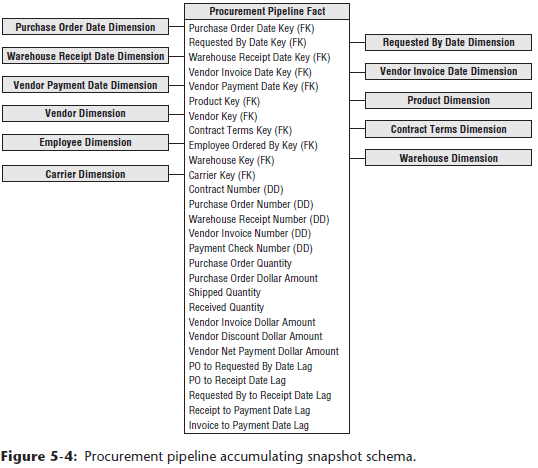 Procurement Pipeline Fact
Purchase Order Date Key (FK)
Requested By Date Key (FK)
Warehouse Receipt Date Key (FK)
Vendor Invoice Date Key (FK)
Vendor Payment Date Key (FK)
Product Key (FK)
Vendor Key (FK)
Contract Terms Key (FK)
Employee Ordered By Key (FK)
Warehouse Key (FK)
Carrier Key (FK)
Contract Number (DD)
Purchase Order Number (DD)
Warehouse Receipt Number (DD)
Vendor Invoice Number (DD)
Payment Check Number (DD)
Purchase Order Quantity
Purchase Order Dollar Amount
Shipped Quantity
Received Quantity
Vendor Invoice Dollar Amount
Vendor Discount Dollar Amount
Vendor Net Payment Dollar Amount
PO to Requested By Date Lag
PO to Receipt Date Lag
Requested By to Receipt Date Lag
Receipt to Payment Date Lag
Invoice to Payment Date Lag
Purchase Order Date Dimension
Warehouse Receipt Date Dimension
Vendor Payment Date Dimension
Vendor Dimension
Employee Dimension
Carrier Dimension
Requested By Date Dimension
Vendor Invoice Date Dimension
Product Dimension
Contract Terms Dimension
Warehouse Dimension
Figure 5-4: Procurement pipeline accumulating snapshot schema.